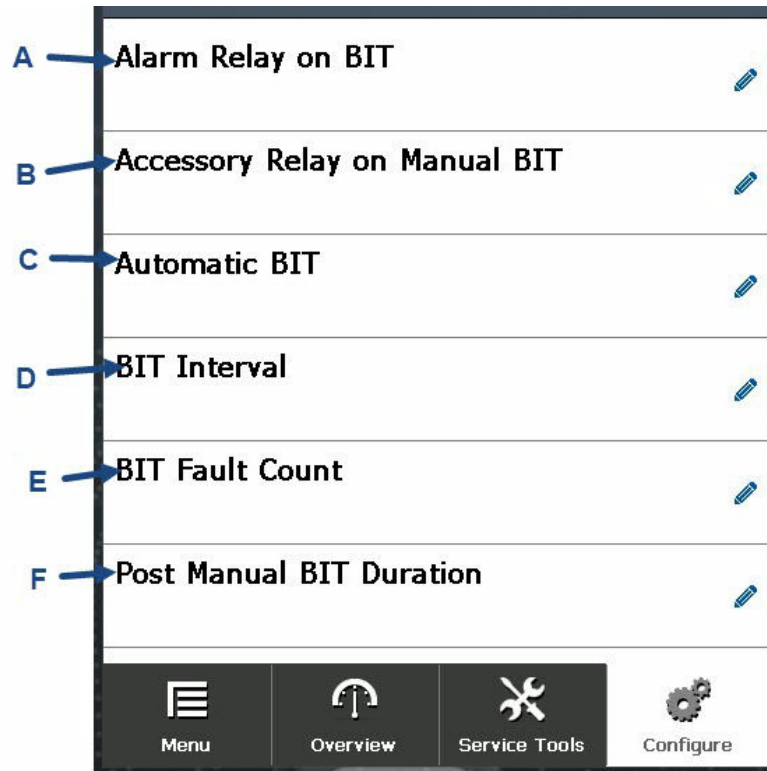 A Alarm Relay on BIT
B Accessory Relay on Manual BIT
C Automatic BIT
D BIT Interval
E BIT Fault Count
F Post Manual BIT Duration
Menu Overview Service Tools Configure